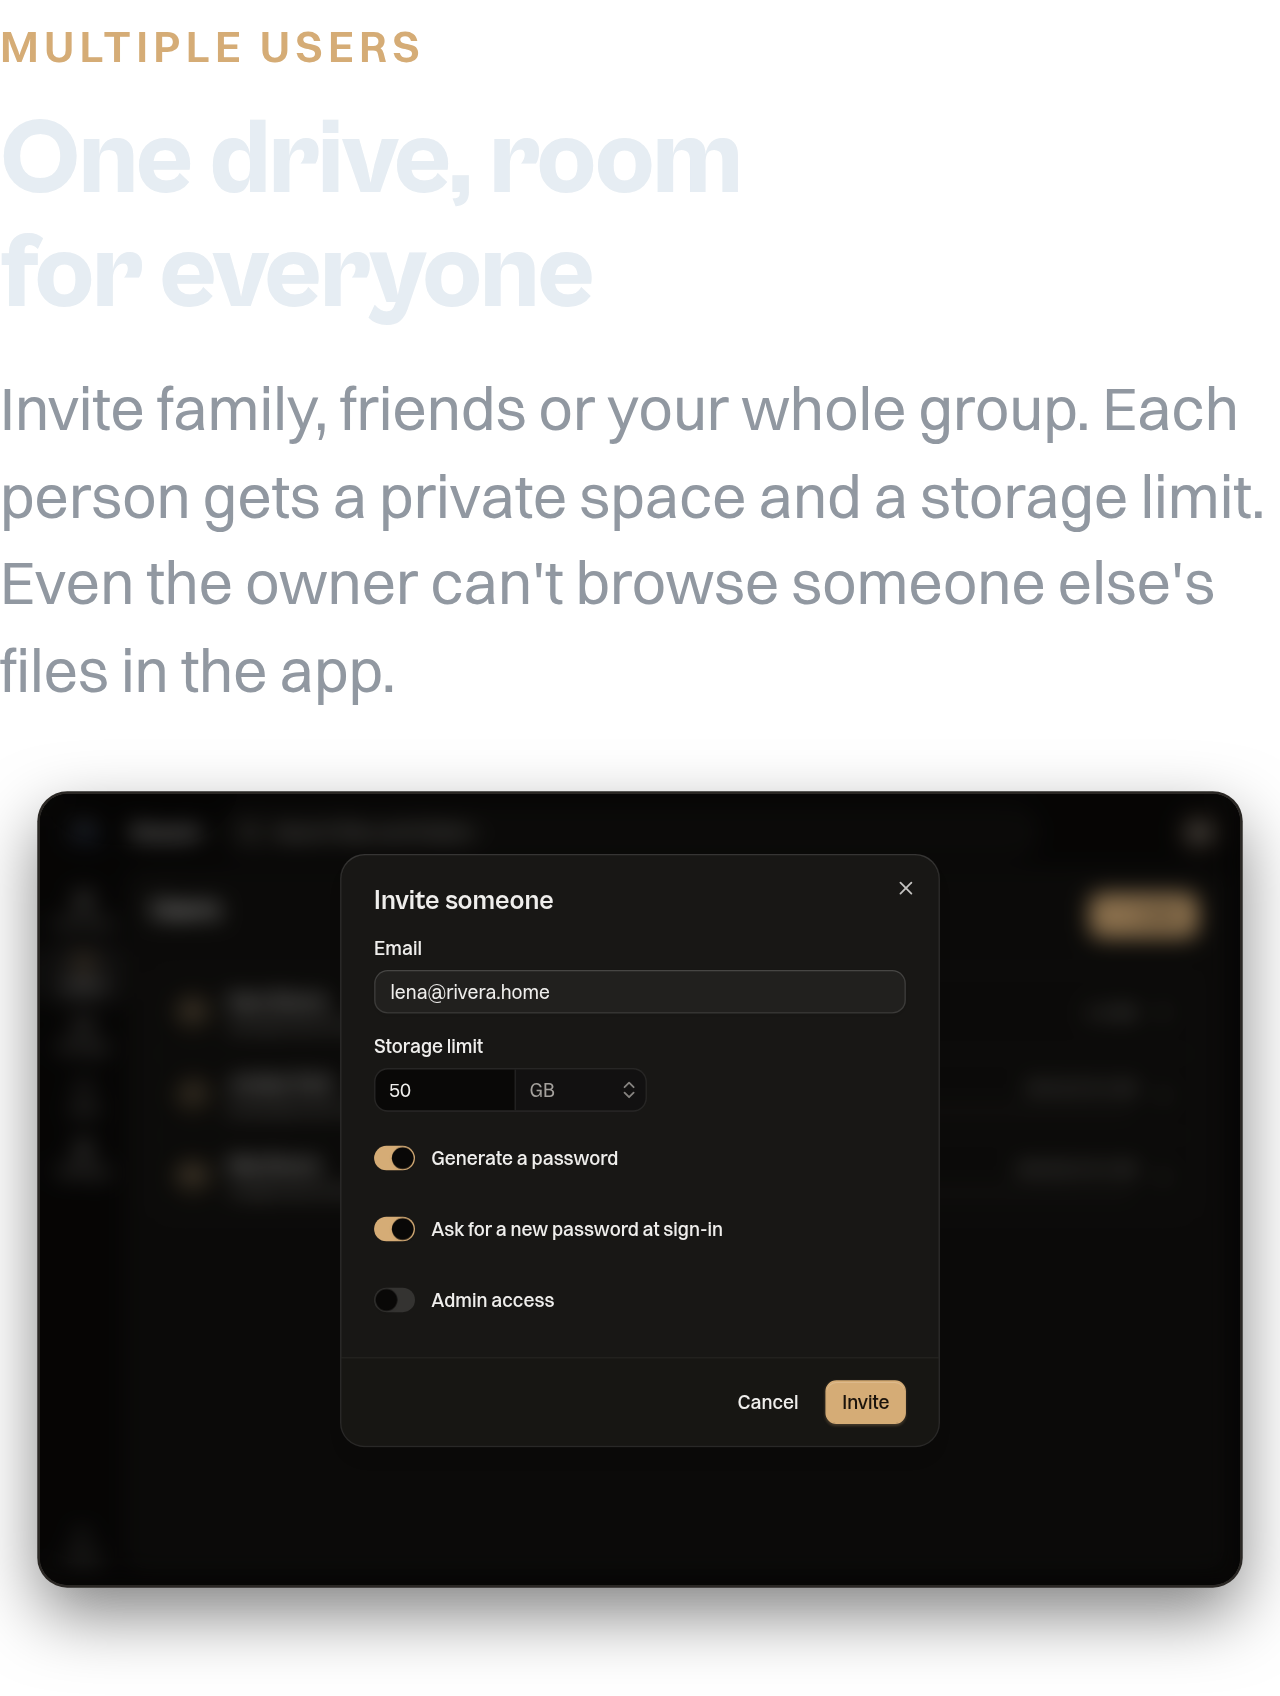 MULTIPLE USERS
One drive, room
for everyone
Invite family, friends or your whole group. Each
person gets a private space and a storage limit.
Even the owner can't browse someone else's
files in the app.
Invite someone
Email
lena@rivera.home
Storage limit
50 GB
Generate a password
Ask for a new password at sign-in
Admin access
Cancel Invite